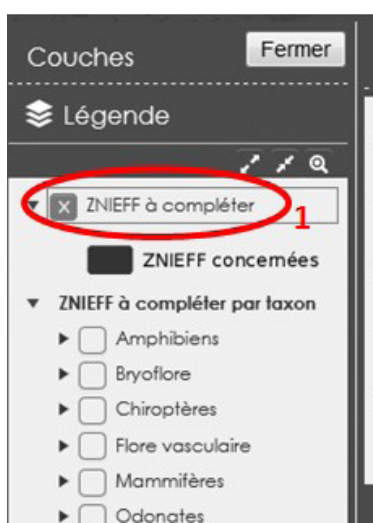 Couches
Fermer
Légende
ZNIEFF à compléter
1
ZNIEFF concernées
ZNIEFF à compléter par taxon
Amphibiens
Bryoflore
Chiroptères
Flore vasculaire
Mammifères
Odonates